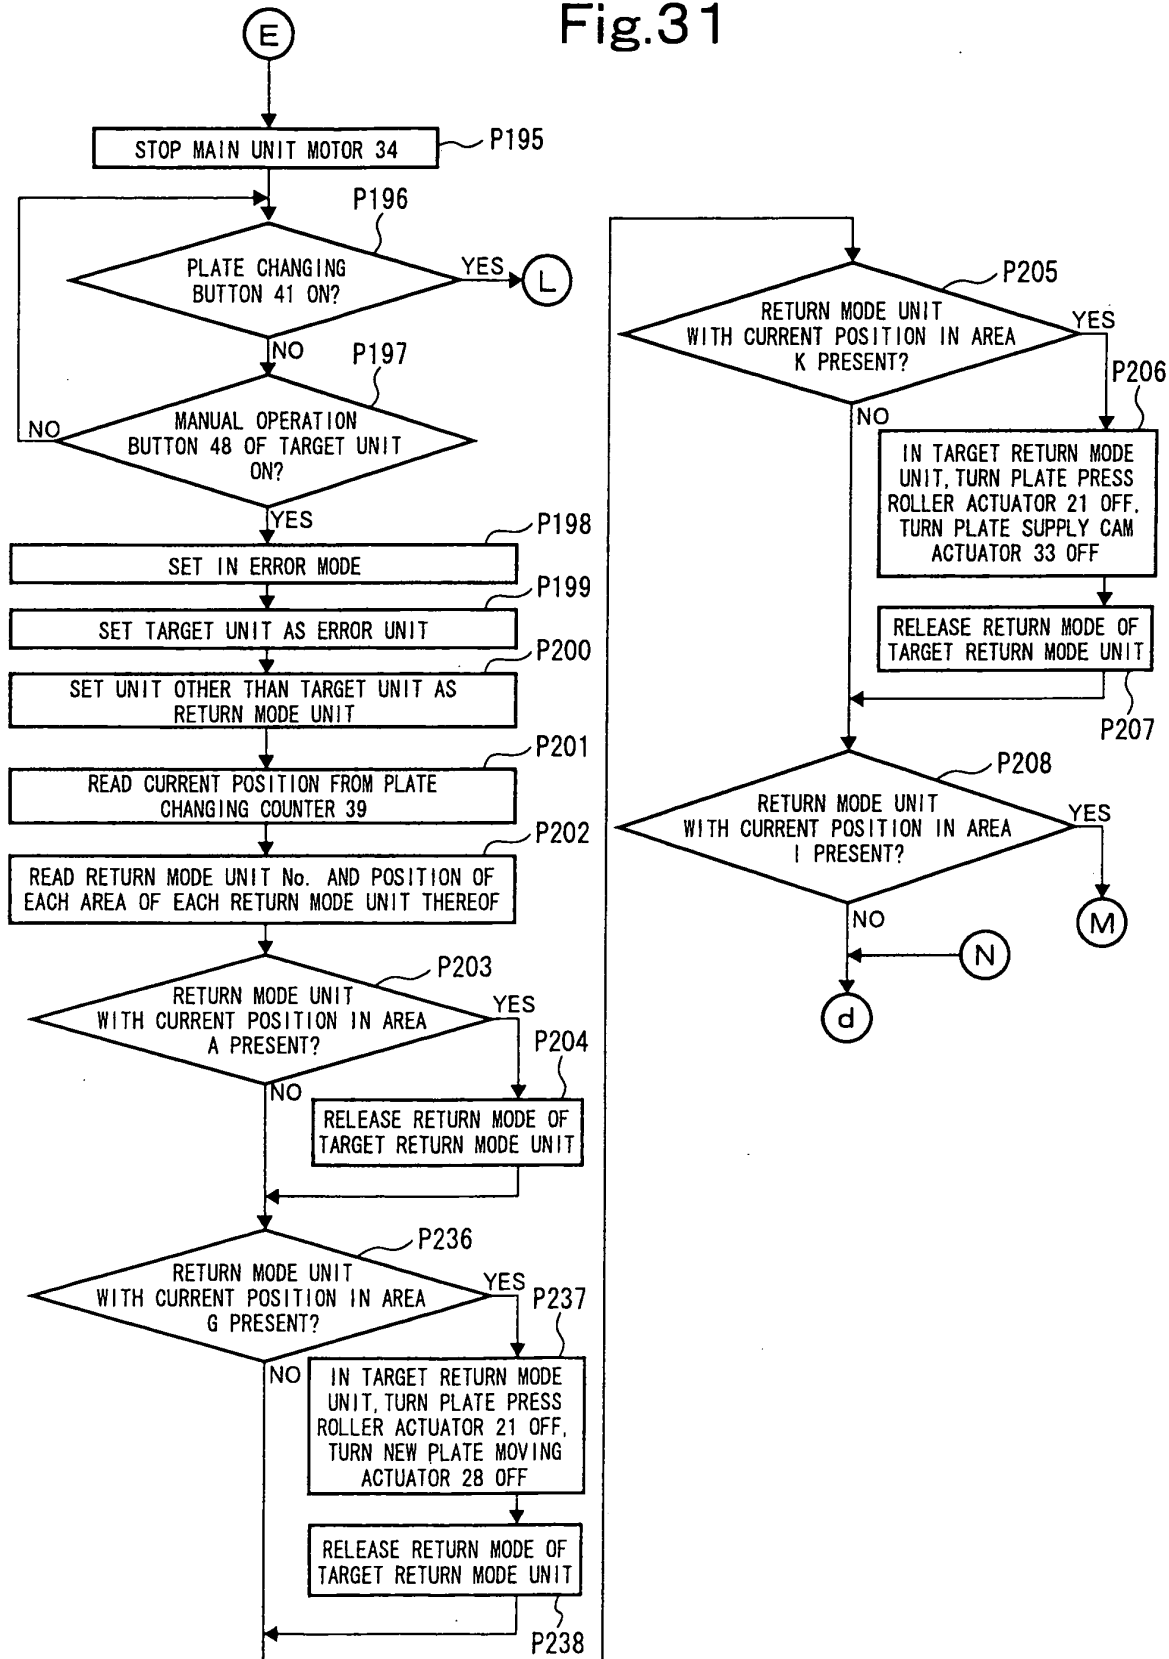 Fig.31
E
STOP MAIN UNIT MOTOR 34
P195
P196
PLATE CHANGING
BUTTON 41 ON?
YES
L
NO
P197
MANUAL OPERATION
BUTTON 48 OF TARGET UNIT
ON?
NO
YES
P198
SET IN ERROR MODE
P199
SET TARGET UNIT AS ERROR UNIT
P200
SET UNIT OTHER THAN TARGET UNIT AS
RETURN MODE UNIT
P201
READ CURRENT POSITION FROM PLATE
CHANGING COUNTER 39
P202
READ RETURN MODE UNIT No. AND POSITION OF
EACH AREA OF EACH RETURN MODE UNIT THEREOF
P203
RETURN MODE UNIT
WITH CURRENT POSITION IN AREA
A PRESENT?
YES
P204
NO
RELEASE RETURN MODE OF
TARGET RETURN MODE UNIT
P236
RETURN MODE UNIT
WITH CURRENT POSITION IN AREA
G PRESENT?
YES
P237
NO
IN TARGET RETURN MODE
UNIT, TURN PLATE PRESS
ROLLER ACTUATOR 21 OFF,
TURN NEW PLATE MOVING
ACTUATOR 28 OFF
RELEASE RETURN MODE OF
TARGET RETURN MODE UNIT
P238
P205
RETURN MODE UNIT
WITH CURRENT POSITION IN AREA
K PRESENT?
YES
P206
NO
IN TARGET RETURN MODE
UNIT, TURN PLATE PRESS
ROLLER ACTUATOR 21 OFF,
TURN PLATE SUPPLY CAM
ACTUATOR 33 OFF
RELEASE RETURN MODE OF
TARGET RETURN MODE UNIT
P207
P208
RETURN MODE UNIT
WITH CURRENT POSITION IN AREA
I PRESENT?
YES
M
NO
N
d